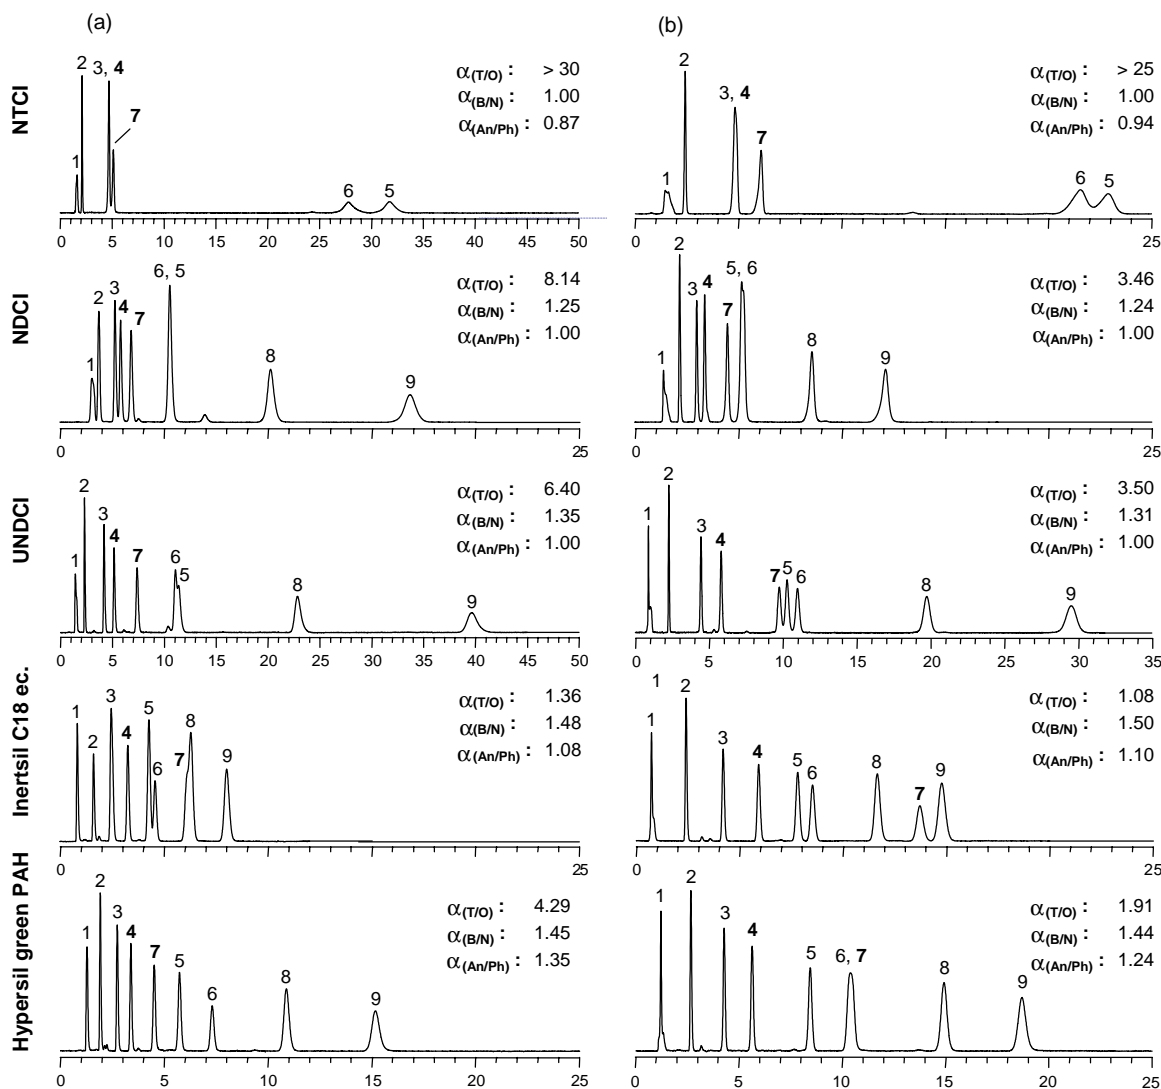 (a)
(b)
NTCI
2
3, 4
7
1
6
5
α(T/O) : > 30
α(B/N) : 1.00
α(An/Ph) : 0.87
0 5 10 15 20 25 30 35 40 45 50
2
3, 4
7
1
6
5
α(T/O) : > 25
α(B/N) : 1.00
α(An/Ph) : 0.94
0 25
NDCI
1
2
3
4
7
6, 5
8
9
α(T/O) : 8.14
α(B/N) : 1.25
α(An/Ph) : 1.00
0 25
1
2
3
4
7
5, 6
8
9
α(T/O) : 3.46
α(B/N) : 1.24
α(An/Ph) : 1.00
0 25
UNDCI
1
2
3
4
7
6
5
8
9
α(T/O) : 6.40
α(B/N) : 1.35
α(An/Ph) : 1.00
0 5 10 15 20 25 30 35 40 45 50
1
2
3
4
7
5
6
8
9
α(T/O) : 3.50
α(B/N) : 1.31
α(An/Ph) : 1.00
0 5 10 15 20 25 30 35
Inertsil C18 ec.
1
2
3
4
5
6
7
8
9
α(T/O) : 1.36
α(B/N) : 1.48
α(An/Ph) : 1.08
0 25
1
1
2
3
4
5
6
8
7
9
α(T/O) : 1.08
α(B/N) : 1.50
α(An/Ph) : 1.10
0 5 10 15 20 25
Hypersil green PAH
1
2
3
4
7
5
6
8
9
α(T/O) : 4.29
α(B/N) : 1.45
α(An/Ph) : 1.35
0 5 10 15 20 25
1
2
3
4
5
6, 7
8
9
α(T/O) : 1.91
α(B/N) : 1.44
α(An/Ph) : 1.24
0 5 10 15 20 25